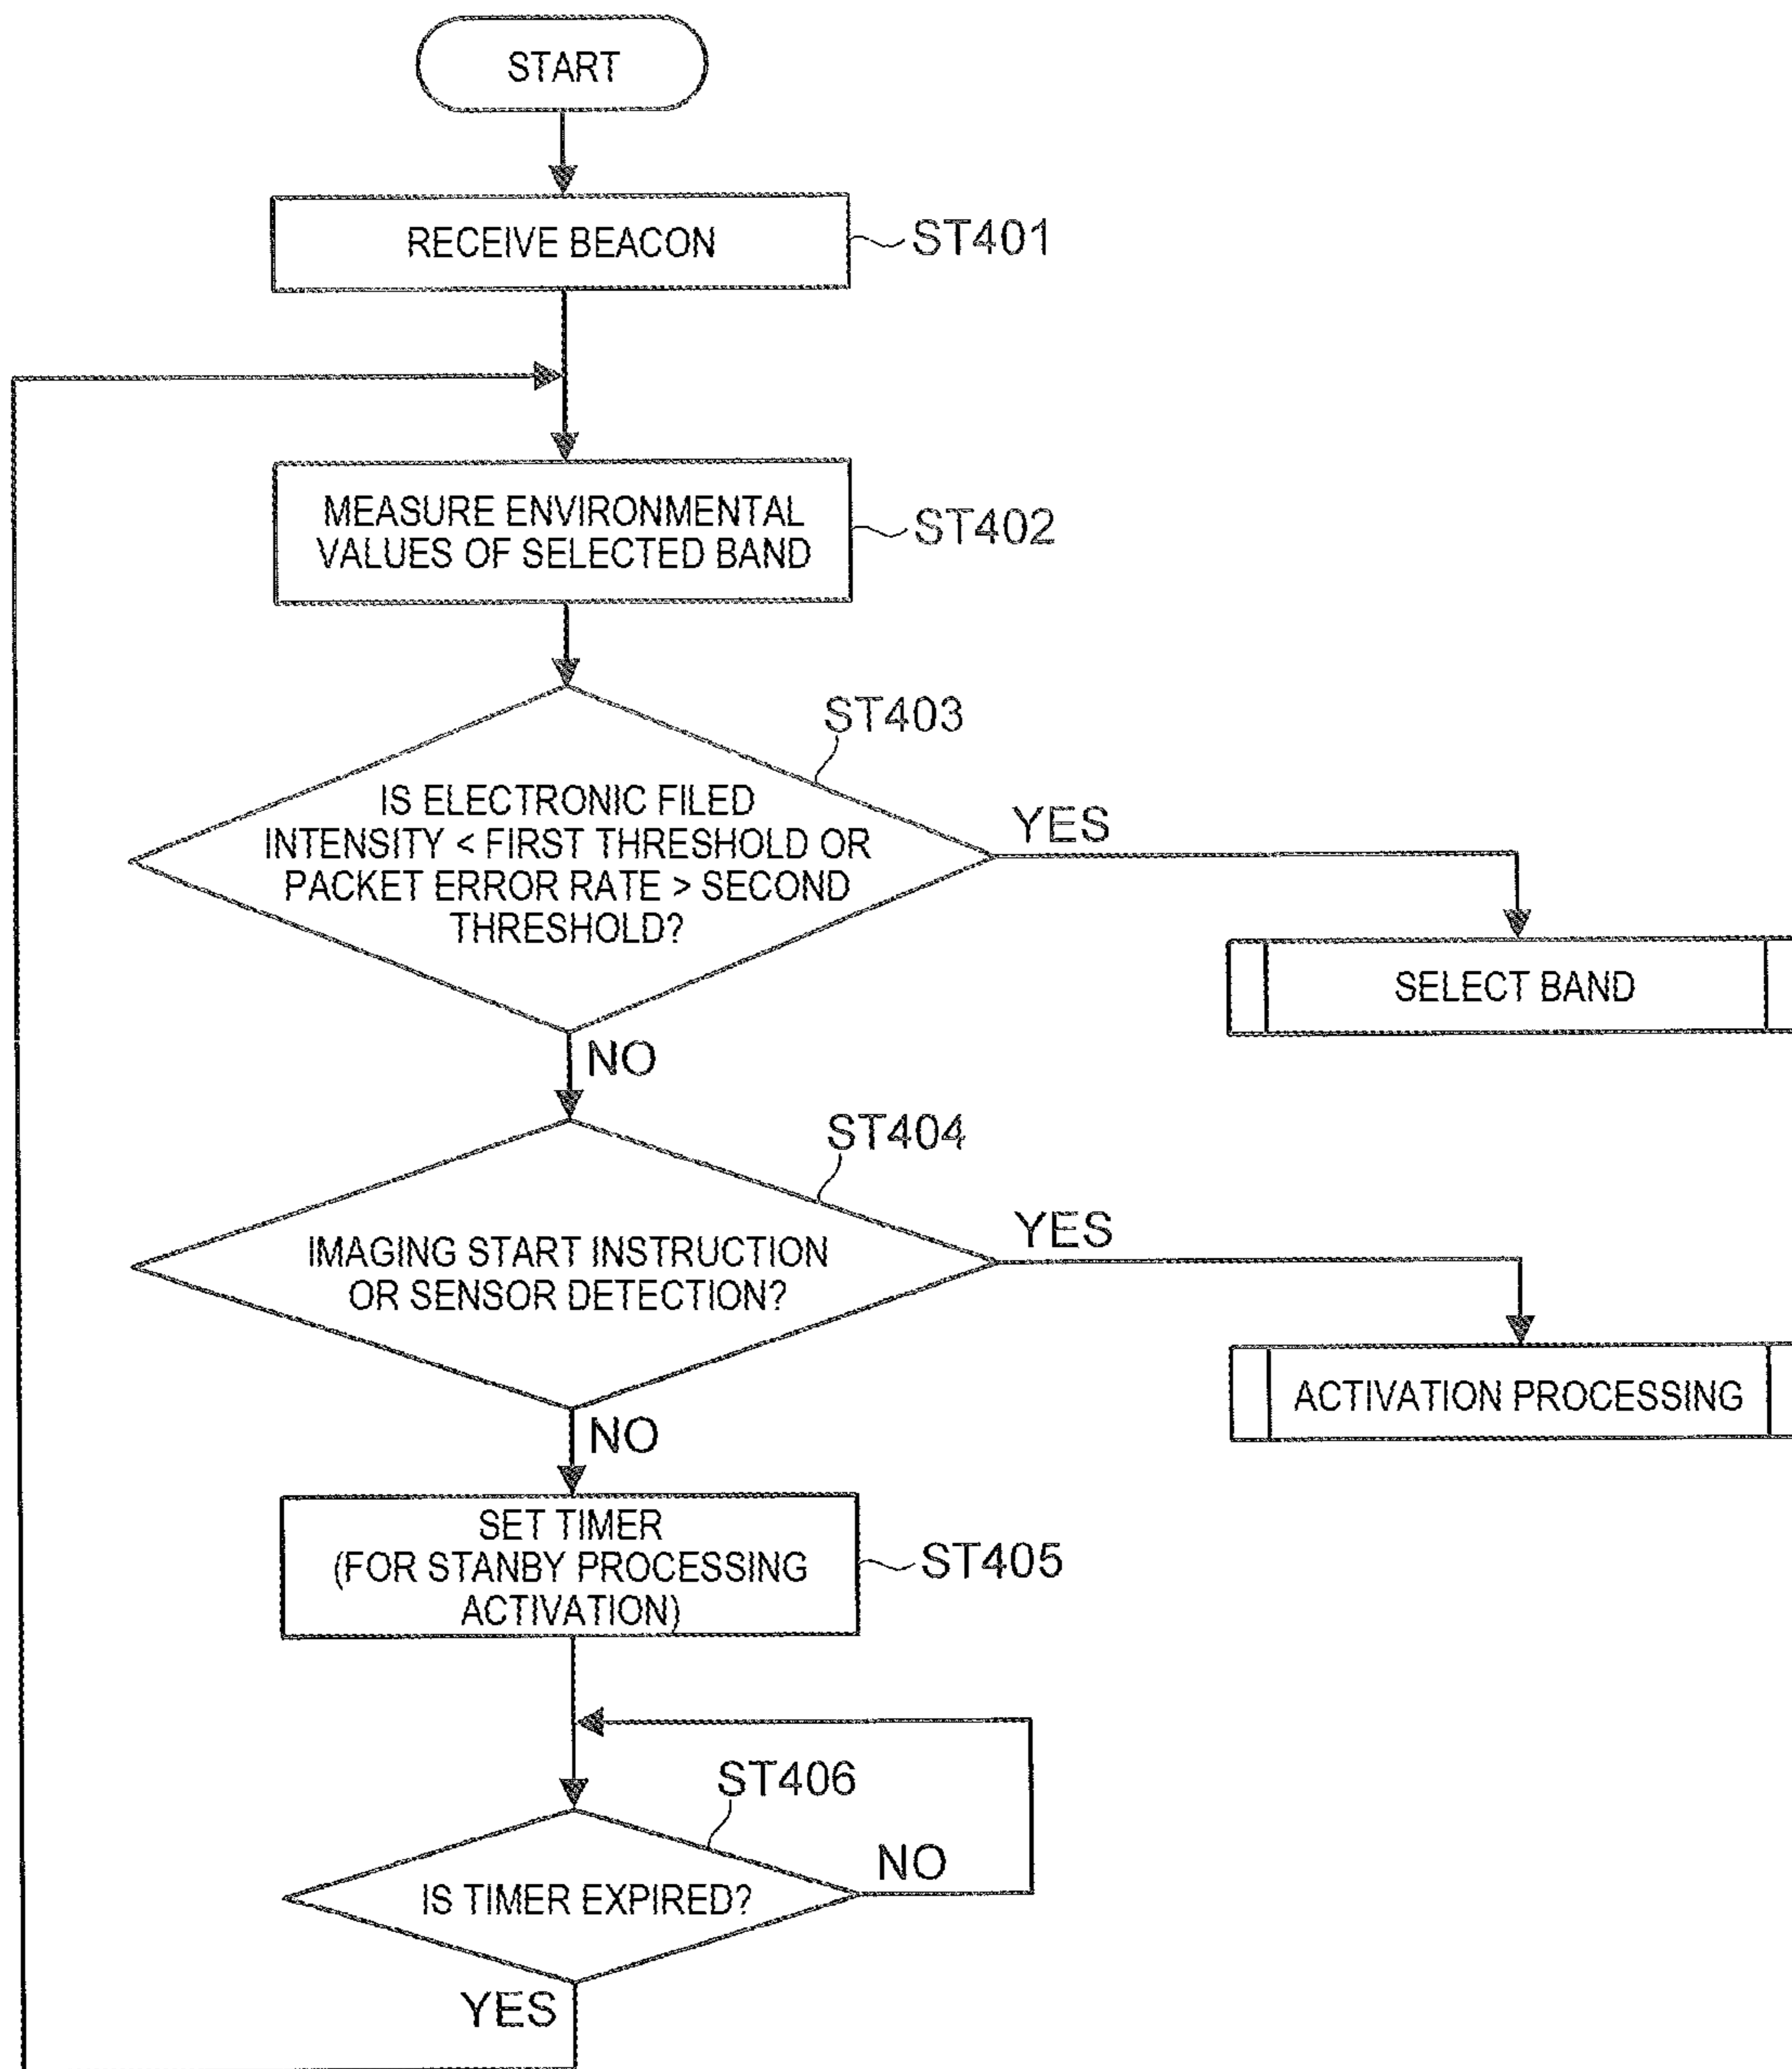 START
RECEIVE BEACON
ST401
MEASURE ENVIRONMENTAL
VALUES OF SELECTED BAND
ST402
ST403
IS ELECTRONIC FILED
INTENSITY < FIRST THRESHOLD OR
PACKET ERROR RATE > SECOND
THRESHOLD?
YES
SELECT BAND
NO
ST404
IMAGING START INSTRUCTION
OR SENSOR DETECTION?
YES
ACTIVATION PROCESSING
NO
SET TIMER
(FOR STANBY PROCESSING
ACTIVATION)
ST405
ST406
IS TIMER EXPIRED?
NO
YES